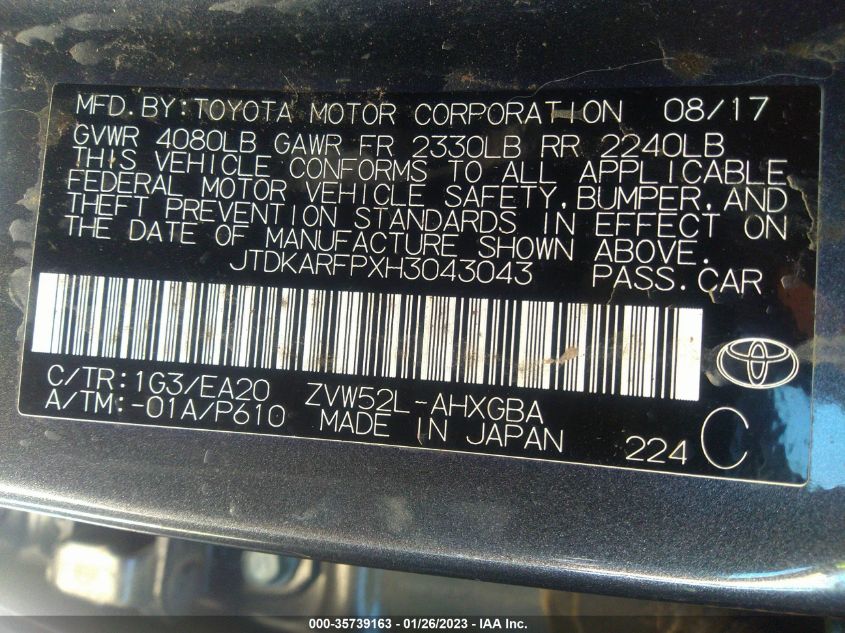 MFD. BY: TOYOTA MOTOR CORPORATION 08/17
GVWR 4080LB GAWR FR 2330LB RR 2240LB
THIS VEHICLE CONFORMS TO ALL APPLICABLE
FEDERAL MOTOR VEHICLE SAFETY, BUMPER, AND
THEFT PREVENTION STANDARDS IN EFFECT ON
THE DATE OF MANUFACTURE SHOWN ABOVE.
JTDKARFPXH3043043 PASS.CAR
C/TR: 1G3/EA20 ZVW52L-AHXGBA
A/TM: -01A/P610 MADE IN JAPAN 224 C
000-35739163 - 01/26/2023 - IAA Inc.